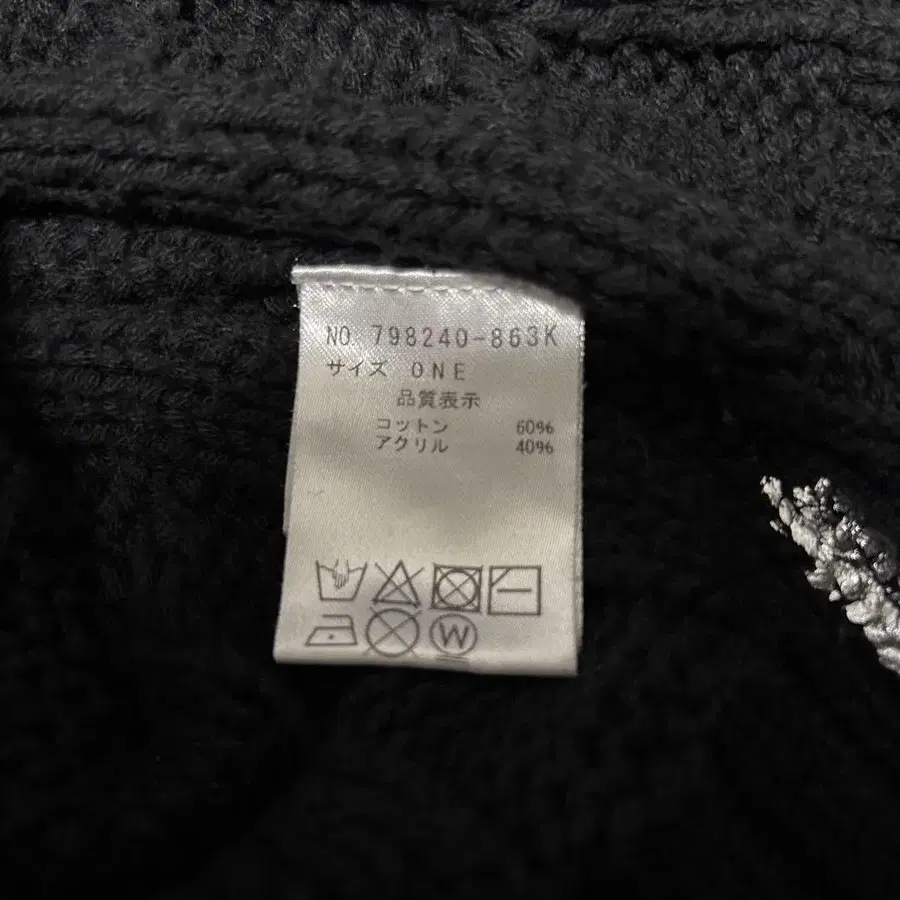 NO. 798240-863K
サイズ ONE
品質表示
コットン 60%
アクリル 40%
W